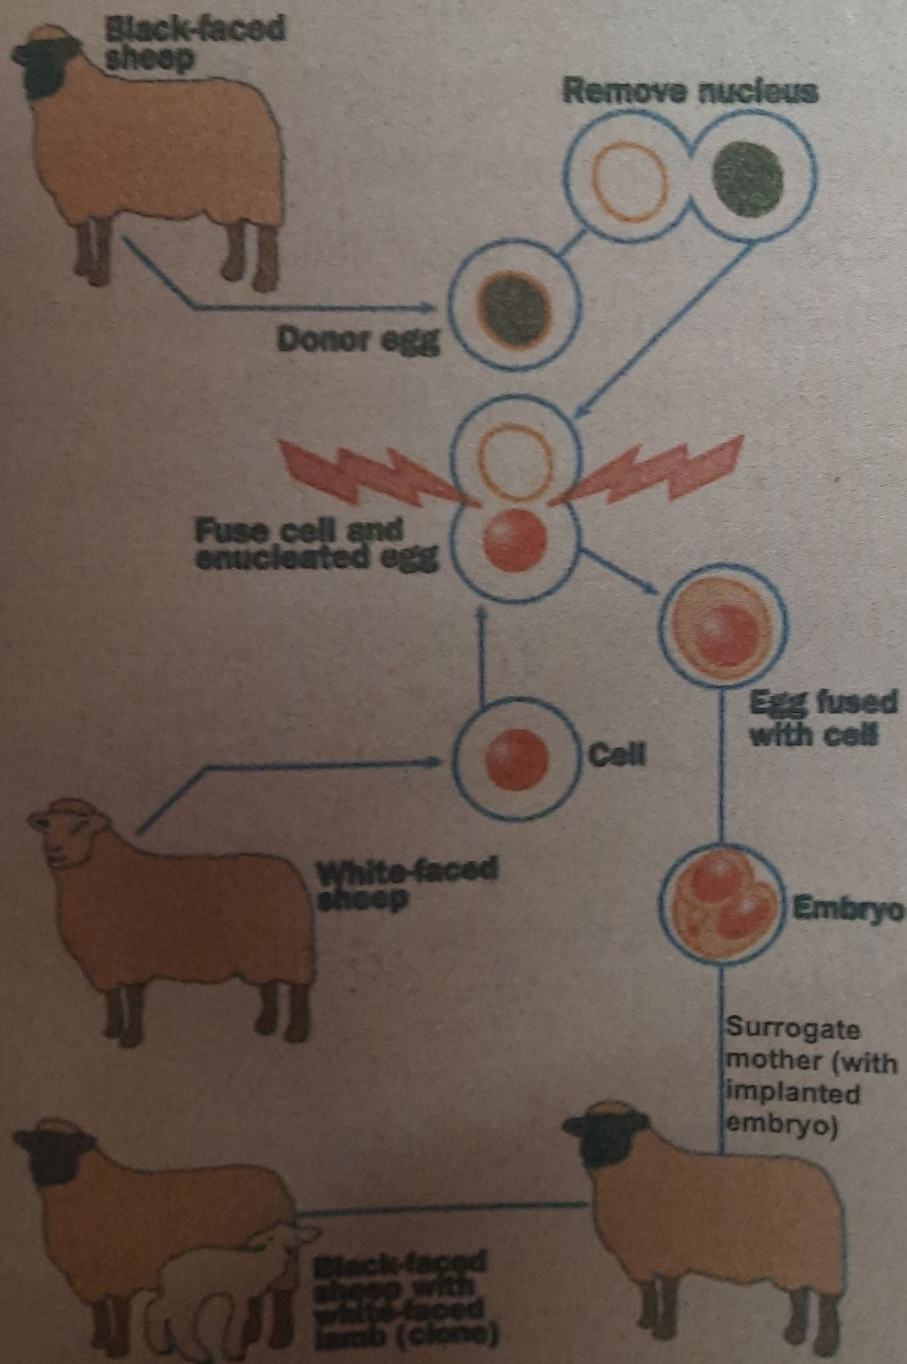 Black-faced
sheep
Remove nucleus
Donor egg
Fuse cell and
enucleated egg
Egg fused
with cell
Cell
White-faced
sheep
Embryo
Surrogate
mother (with
implanted
embryo)
Black-faced
sheep with
white-faced
lamb (clone)